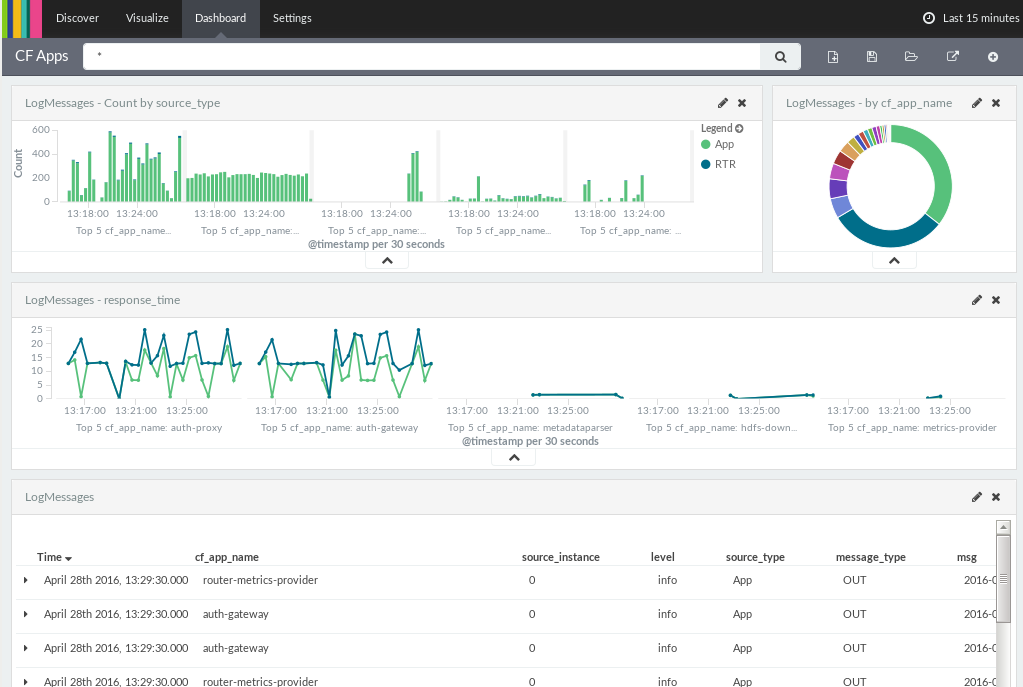 Discover Visualize Dashboard Settings Last 15 minutes
CF Apps *
LogMessages - Count by source_type
LogMessages - by cf_app_name
Count
600
400
200
0
Legend
App
RTR
13:18:00 13:24:00 13:18:00 13:24:00 13:18:00 13:24:00 13:18:00 13:24:00 13:18:00 13:24:00
Top 5 cf_app_name... Top 5 cf_app_name:... Top 5 cf_app_name:... Top 5 cf_app_name... Top 5 cf_app_name: ...
@timestamp per 30 seconds
LogMessages - response_time
25
20
15
10
5
0
13:17:00 13:21:00 13:25:00 13:17:00 13:21:00 13:25:00 13:17:00 13:21:00 13:25:00 13:17:00 13:21:00 13:25:00 13:17:00 13:21:00 13:25:00
Top 5 cf_app_name: auth-proxy Top 5 cf_app_name: auth-gateway Top 5 cf_app_name: metadataparser Top 5 cf_app_name: hdfs-down... Top 5 cf_app_name: metrics-provider
@timestamp per 30 seconds
LogMessages
Time cf_app_name source_instance level source_type message_type msg
April 28th 2016, 13:29:30.000 router-metrics-provider 0 info App OUT 2016-0
April 28th 2016, 13:29:30.000 auth-gateway 0 info App OUT 2016-0
April 28th 2016, 13:29:30.000 auth-gateway 0 info App OUT 2016-0
April 28th 2016, 13:29:30.000 router-metrics-provider 0 info App OUT 2016-0